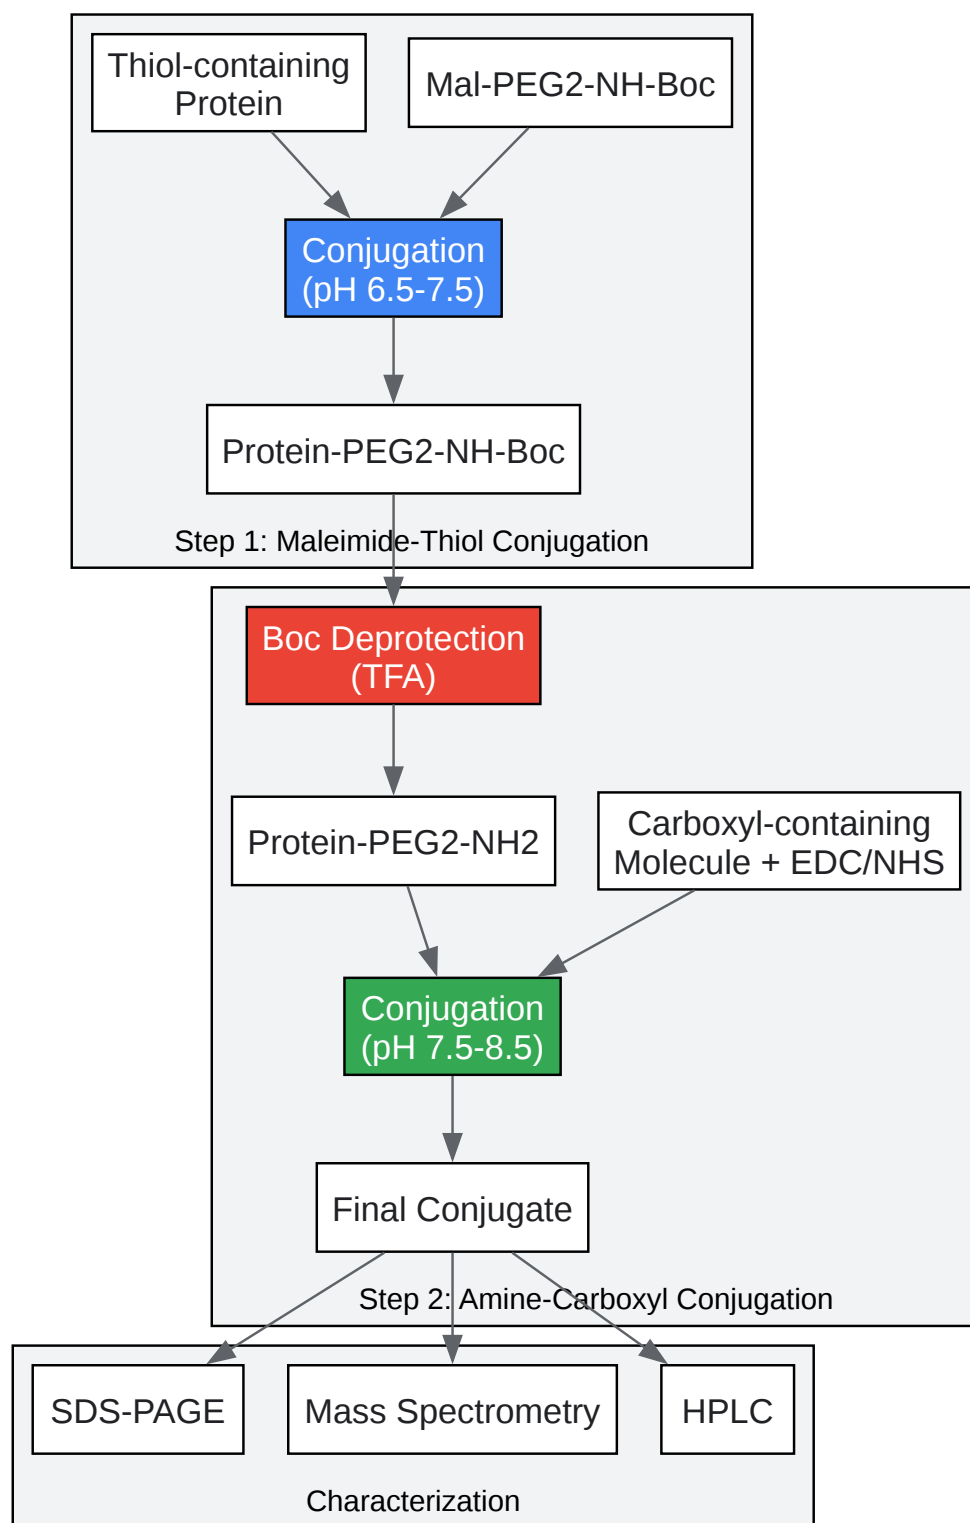 Thiol-containing
Protein
Mal-PEG2-NH-Boc
Conjugation
(pH 6.5-7.5)
Protein-PEG2-NH-Boc
Step 1: Maleimide-Thiol Conjugation
Boc Deprotection
(TFA)
Protein-PEG2-NH2
Carboxyl-containing
Molecule + EDC/NHS
Conjugation
(pH 7.5-8.5)
Final Conjugate
Step 2: Amine-Carboxyl Conjugation
SDS-PAGE
Mass Spectrometry
HPLC
Characterization